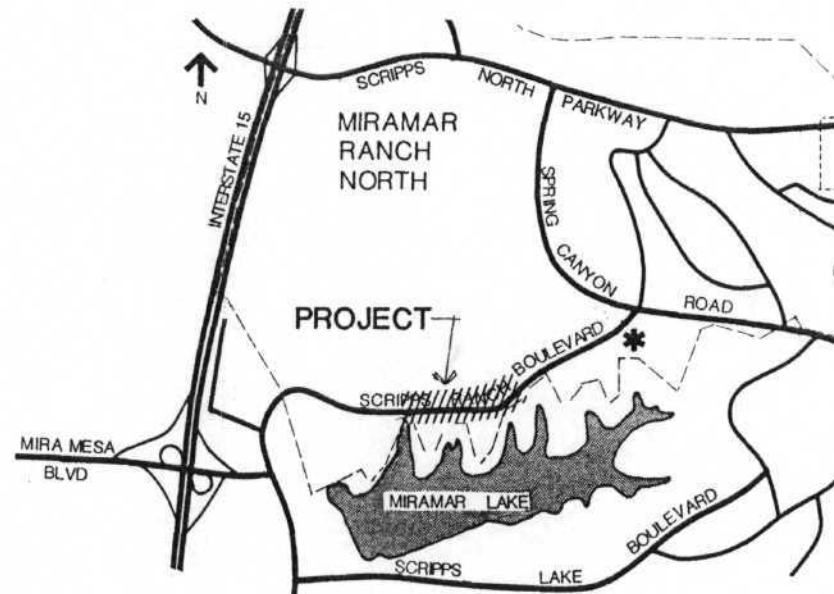 SCRIPPS NORTH PARKWAY
N
INTERSTATE 15
MIRAMAR
RANCH
NORTH
SPRING CANYON ROAD
PROJECT
SCRIPPS RANCH BOULEVARD
*
MIRA MESA
BLVD
MIRAMAR LAKE
SCRIPPS LAKE BOULEVARD